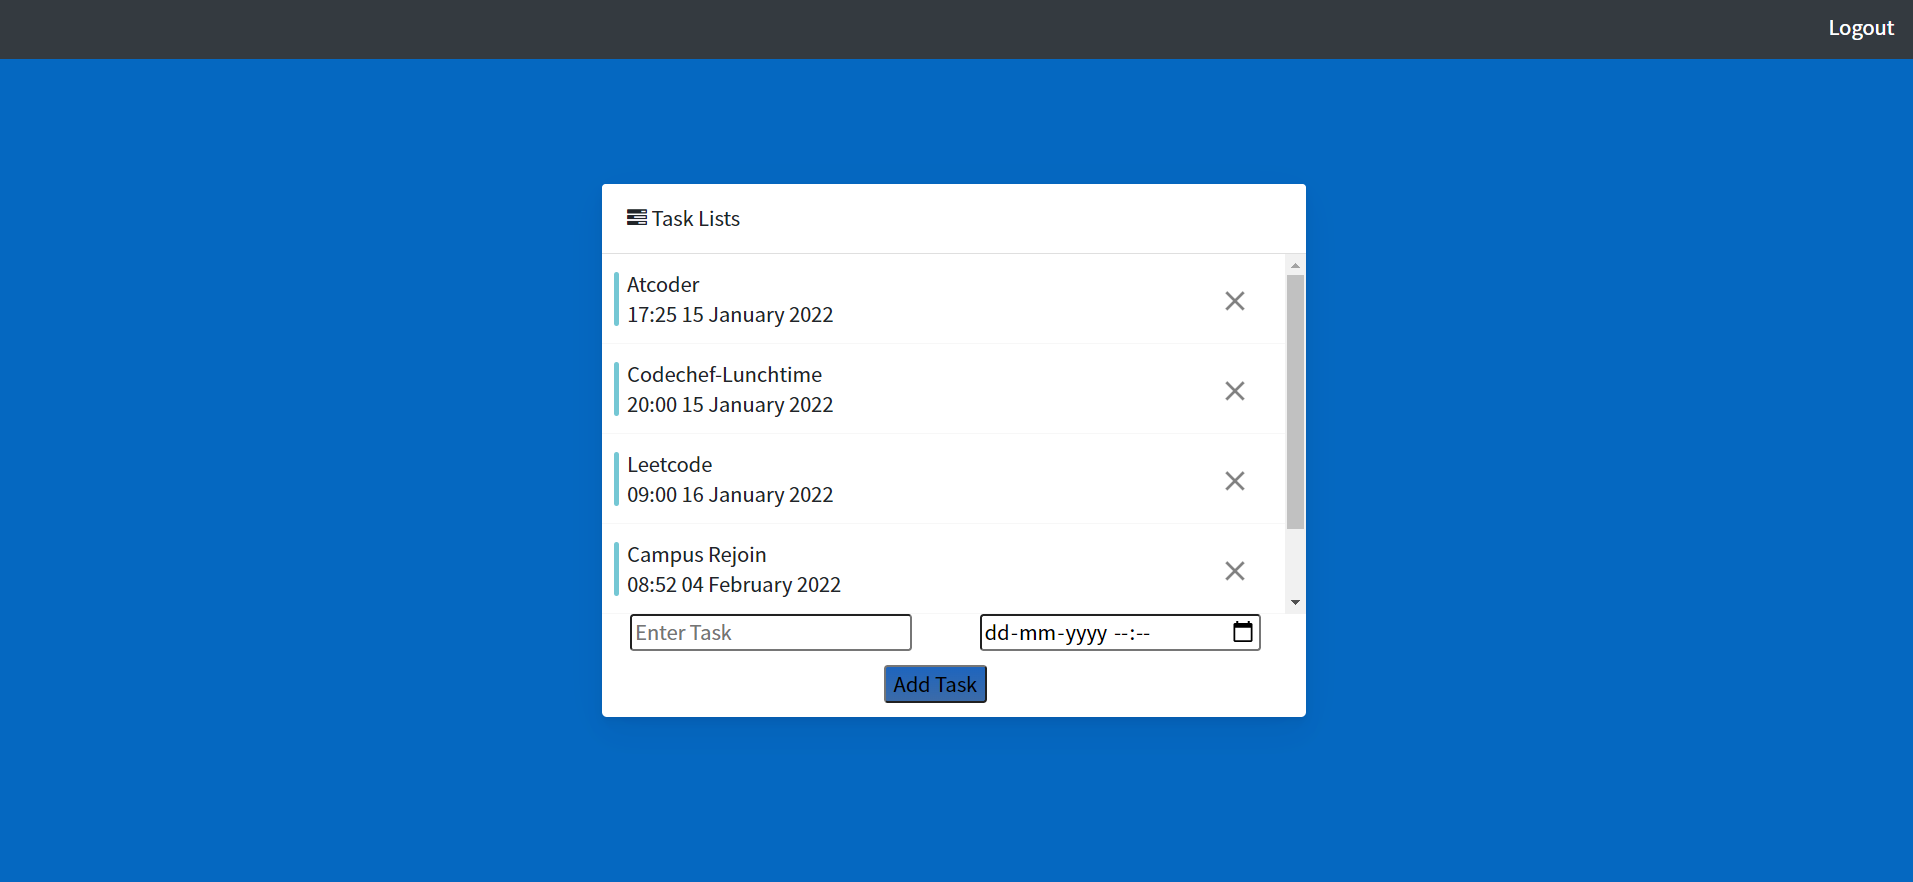 Logout
Task Lists
Atcoder
17:25 15 January 2022
Codechef-Lunchtime
20:00 15 January 2022
Leetcode
09:00 16 January 2022
Campus Rejoin
08:52 04 February 2022
Enter Task
dd-mm-yyyy --:--
Add Task